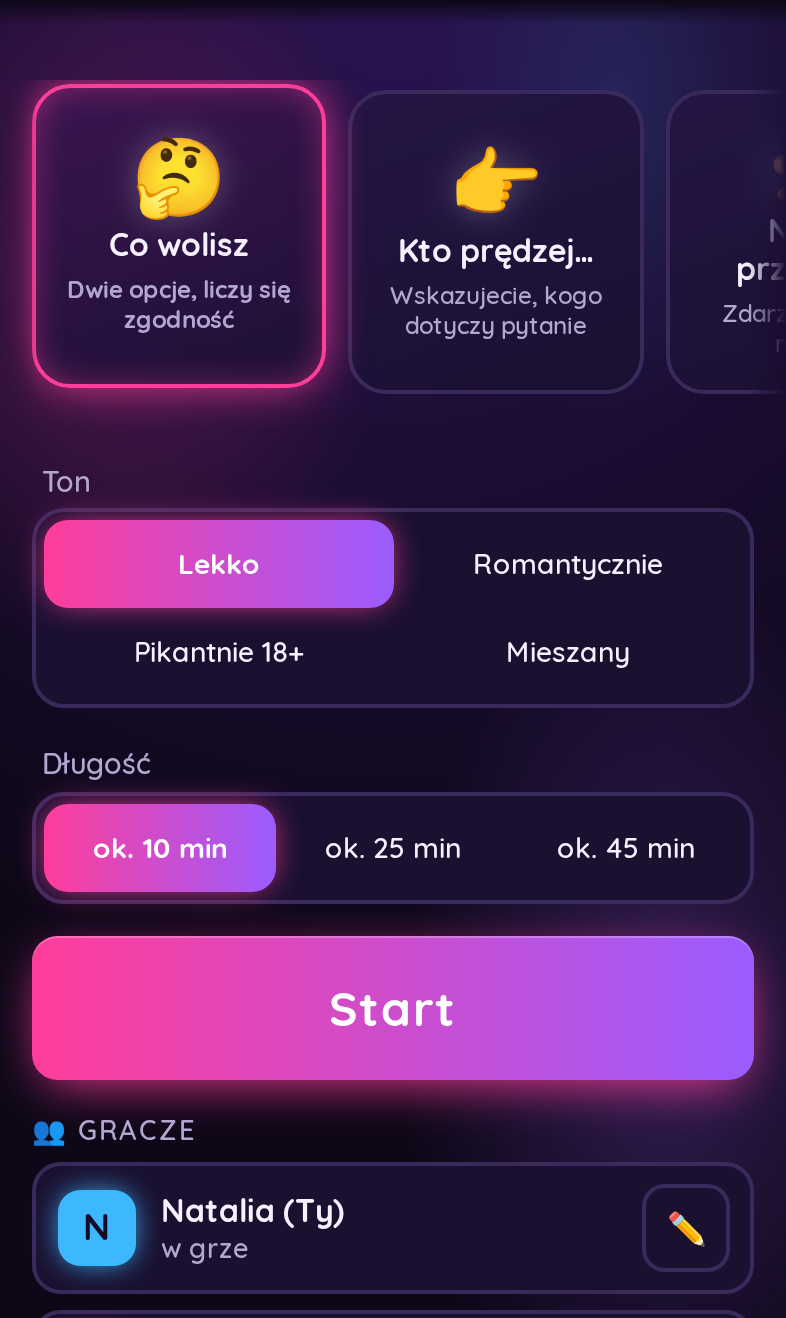 Co wolisz
Dwie opcje, liczy się
zgodność
Kto prędzej…
Wskazujecie, kogo
dotyczy pytanie
Ton
Lekko
Romantycznie
Pikantnie 18+
Mieszany
Długość
ok. 10 min
ok. 25 min
ok. 45 min
Start
GRACZE
N
Natalia (Ty)
w grze